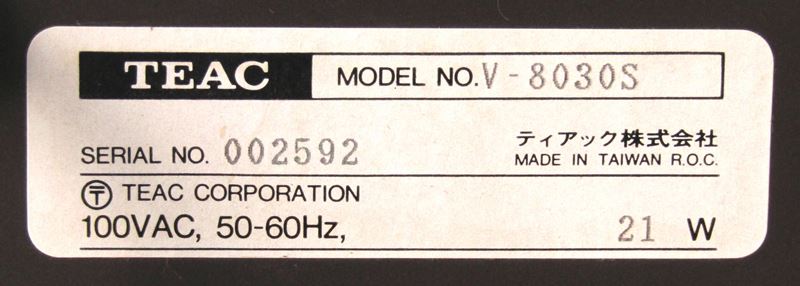 TEAC MODEL NO. V-8030S
ティアック株式会社
SERIAL NO. 002592 MADE IN TAIWAN R.O.C.
〶 TEAC CORPORATION
100VAC, 50-60Hz, 21 W